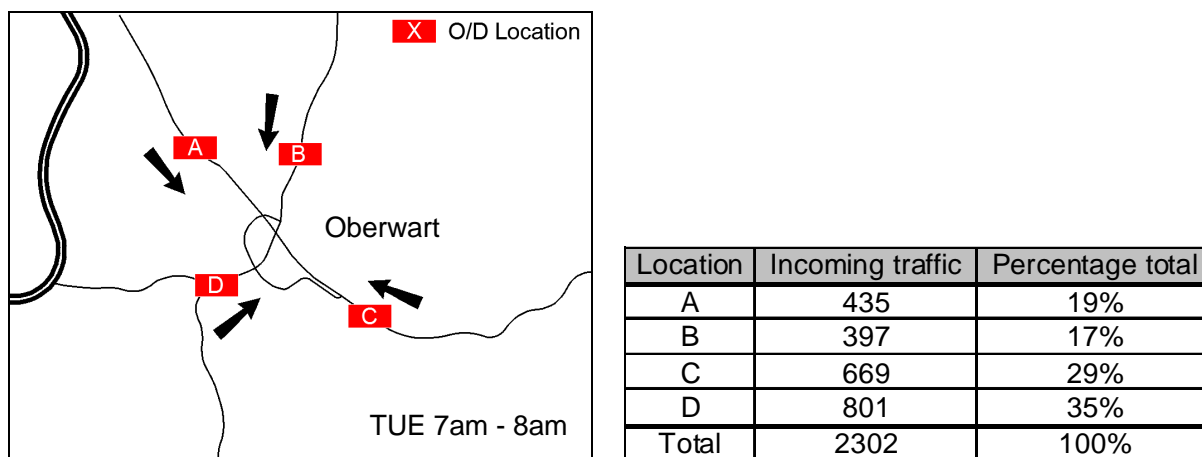 X O/D Location
A
B
Oberwart
D
C
TUE 7am - 8am
Location Incoming traffic Percentage total
A 435 19%
B 397 17%
C 669 29%
D 801 35%
Total 2302 100%